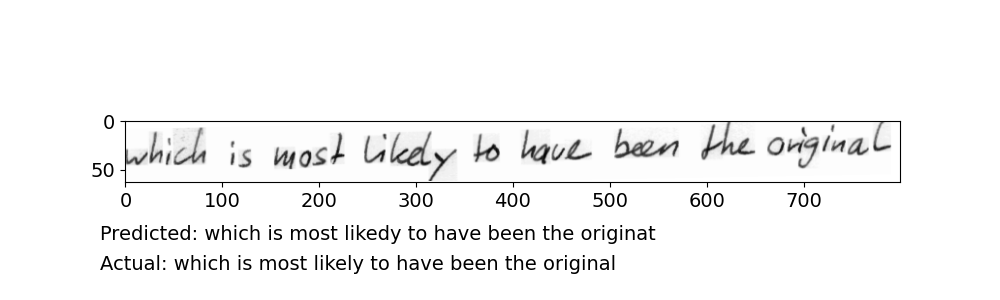 0
which is most likely to have been the original
50
0 100 200 300 400 500 600 700
Predicted: which is most likedy to have been the originat
Actual: which is most likely to have been the original